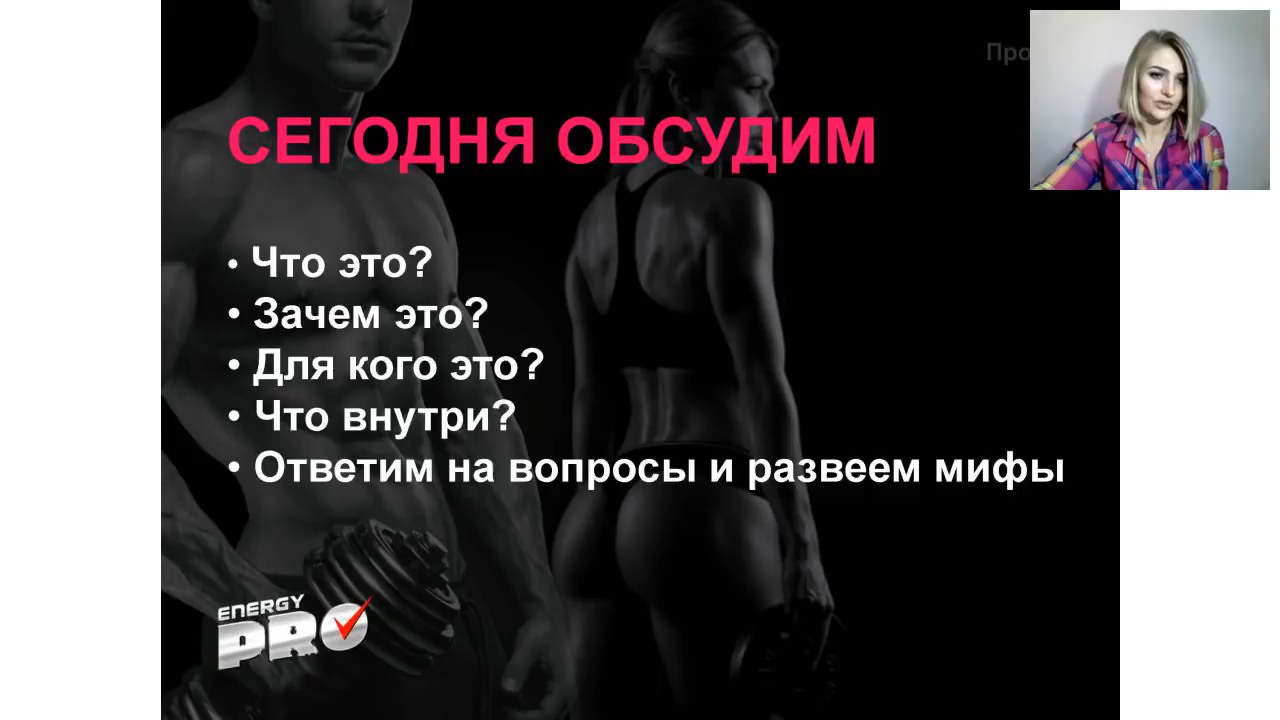 СЕГОДНЯ ОБСУДИМ
• Что это?
• Зачем это?
• Для кого это?
• Что внутри?
• Ответим на вопросы и развеем мифы
ENERGY
PRO